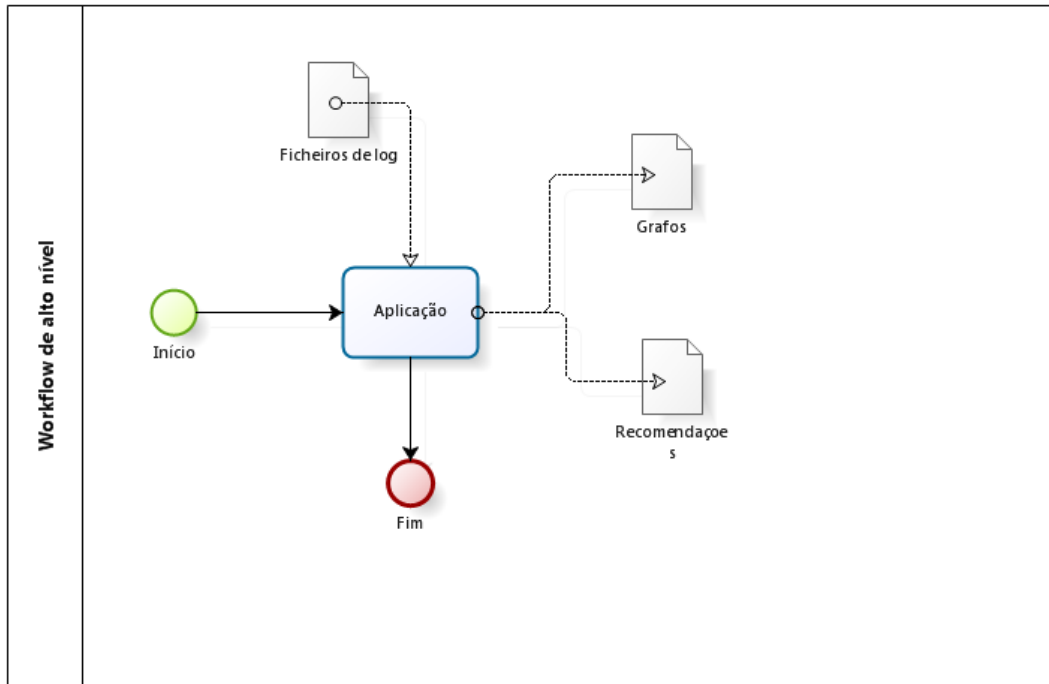 Workflow de alto nível
Ficheiros de log
Grafos
Aplicação
Início
Recomendaçoe
s
Fim